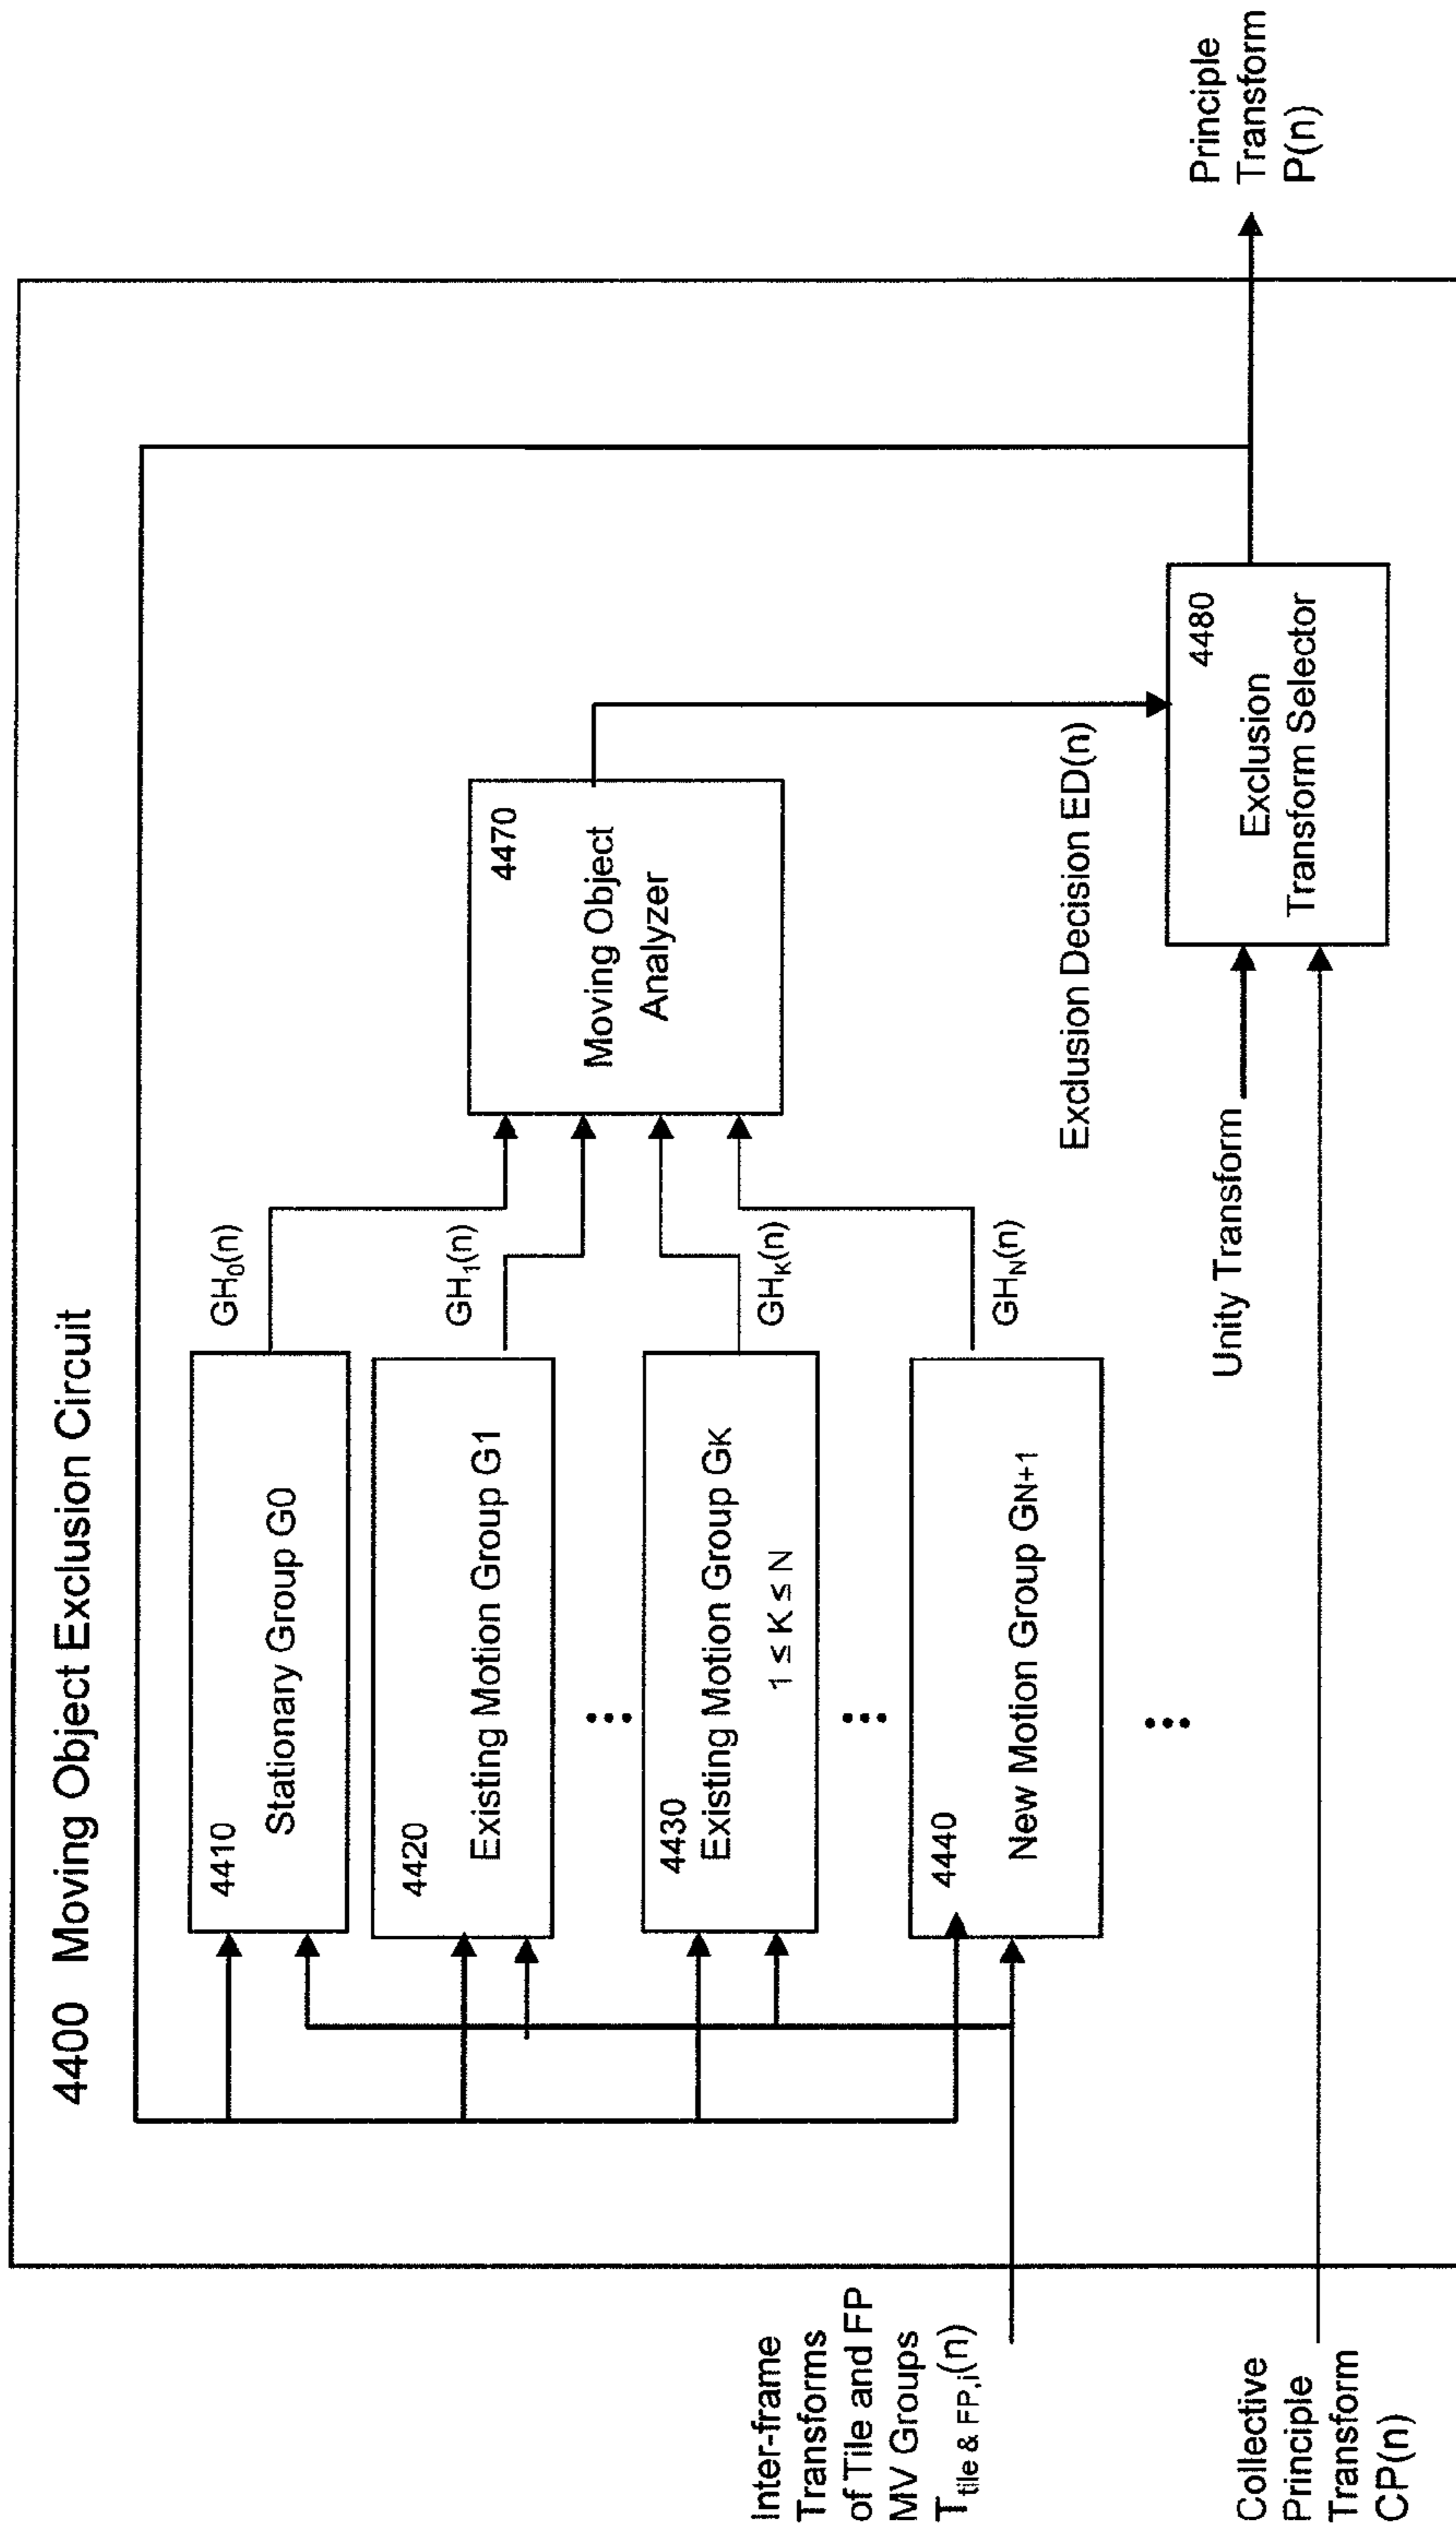 4400 Moving Object Exclusion Circuit
4410
Stationary Group G0
GH0(n)
4420
Existing Motion Group G1
GH1(n)
•••
4430
Existing Motion Group GK
1 ≤ K ≤ N
GHK(n)
•••
4440
New Motion Group GN+1
GHN(n)
•••
4470
Moving Object
Analyzer
Exclusion Decision ED(n)
Unity Transform
4480
Exclusion
Transform Selector
Inter-frame
Transforms
of Tile and FP
MV Groups
Ttile & FP,i(n)
Collective
Principle
Transform
CP(n)
Principle
Transform
P(n)